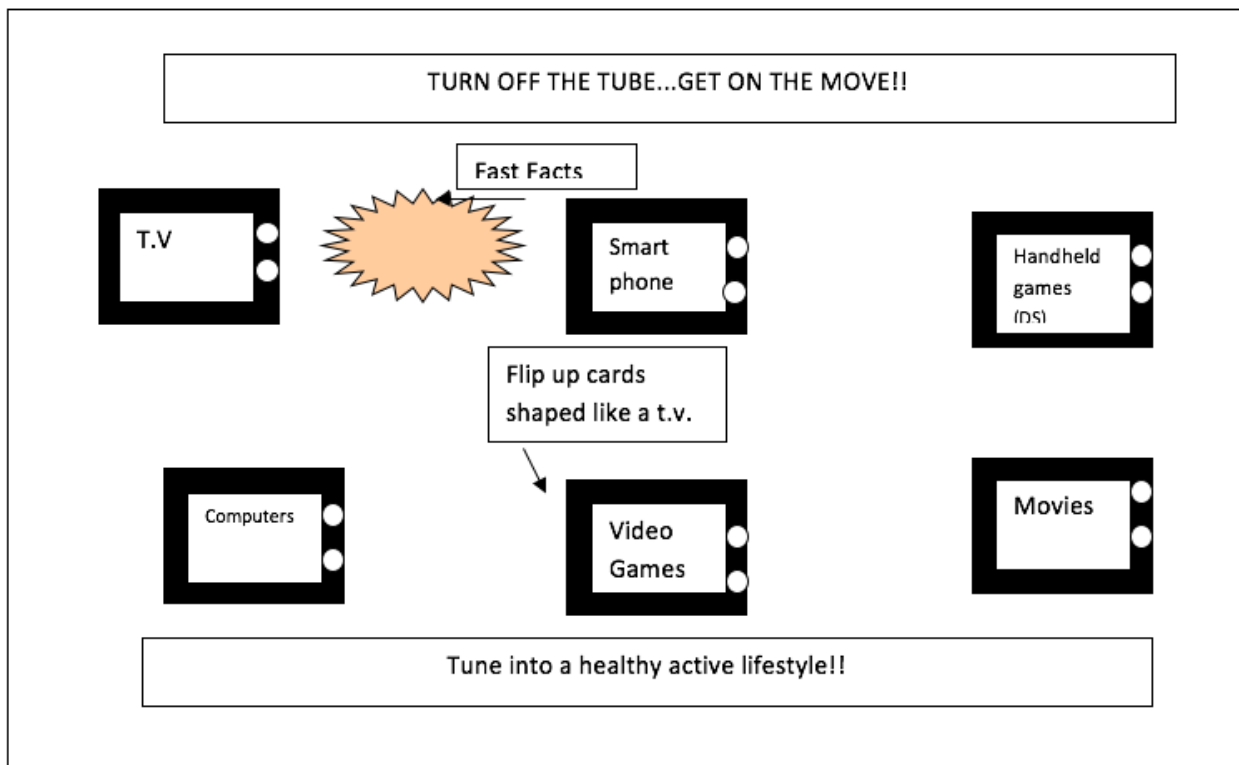 TURN OFF THE TUBE...GET ON THE MOVE!!
Fast Facts
T.V
Smart
phone
Handheld
games
(DS)
Flip up cards
shaped like a t.v.
Computers
Video
Games
Movies
Tune into a healthy active lifestyle!!